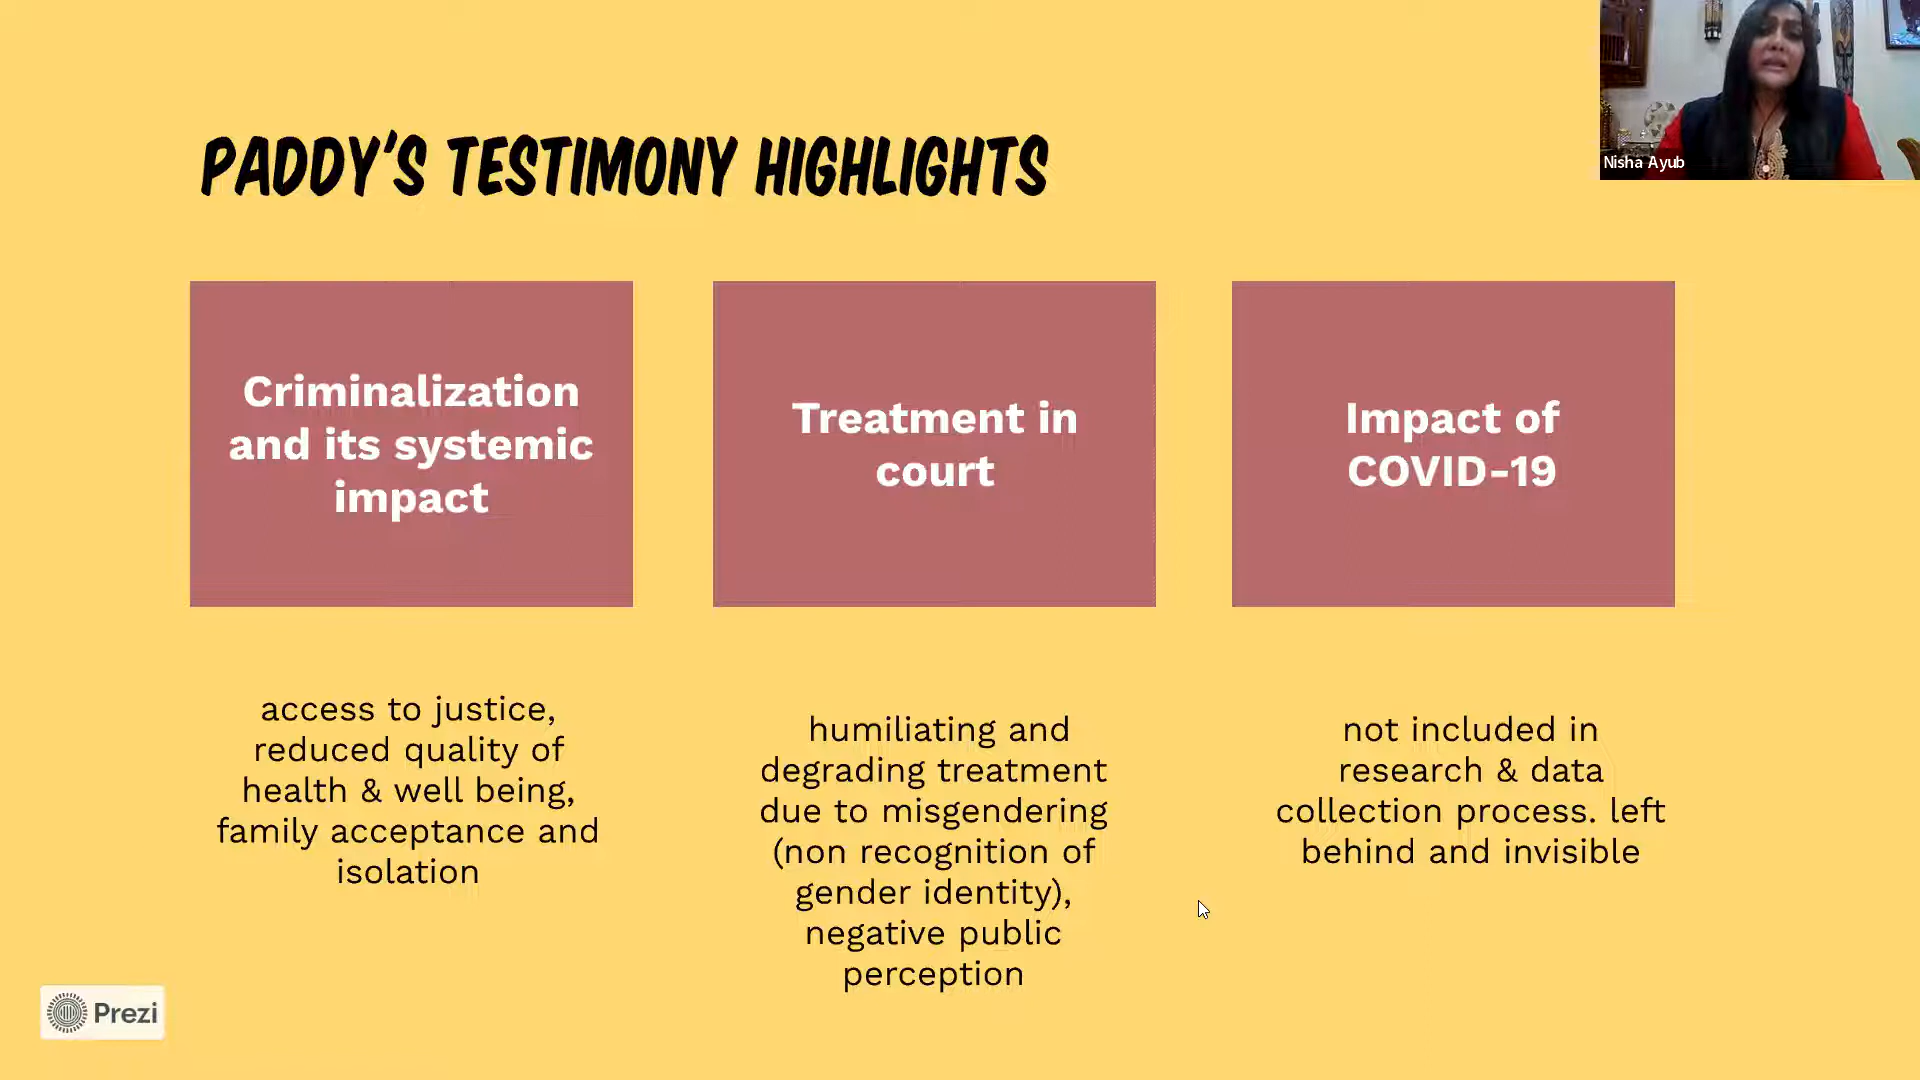 Nisha Ayub
PADDY'S TESTIMONY HIGHLIGHTS
Criminalization
and its systemic
impact
access to justice,
reduced quality of
health & well being,
family acceptance and
isolation
Treatment in
court
humiliating and
degrading treatment
due to misgendering
(non recognition of
gender identity),
negative public
perception
Impact of
COVID-19
not included in
research & data
collection process. left
behind and invisible
Prezi